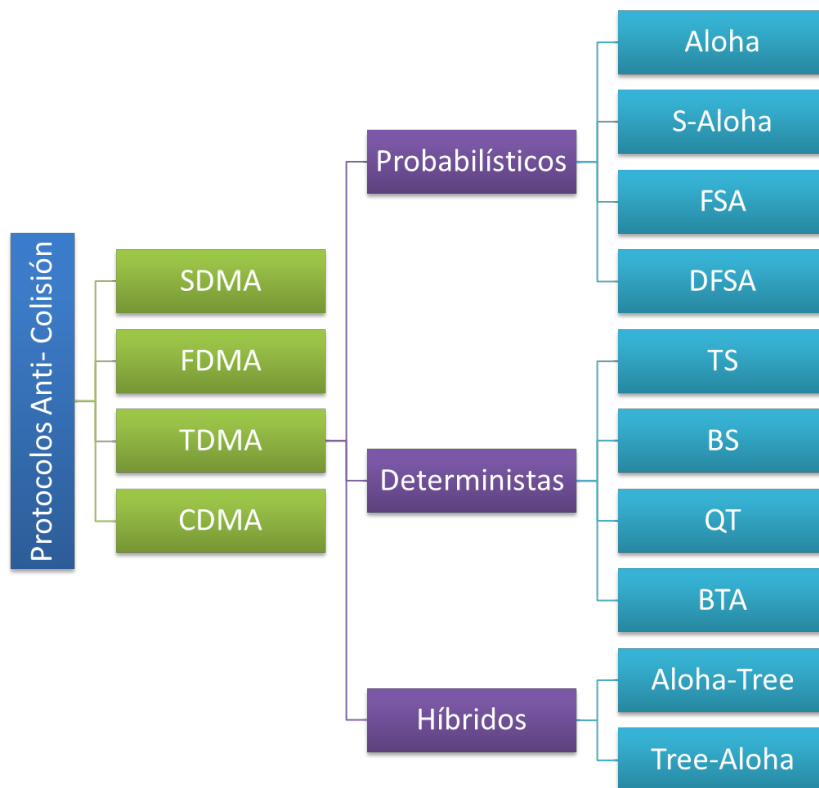 Protocolos Anti- Colisión
SDMA
FDMA
TDMA
CDMA
Probabilísticos
Deterministas
Híbridos
Aloha
S-Aloha
FSA
DFSA
TS
BS
QT
BTA
Aloha-Tree
Tree-Aloha